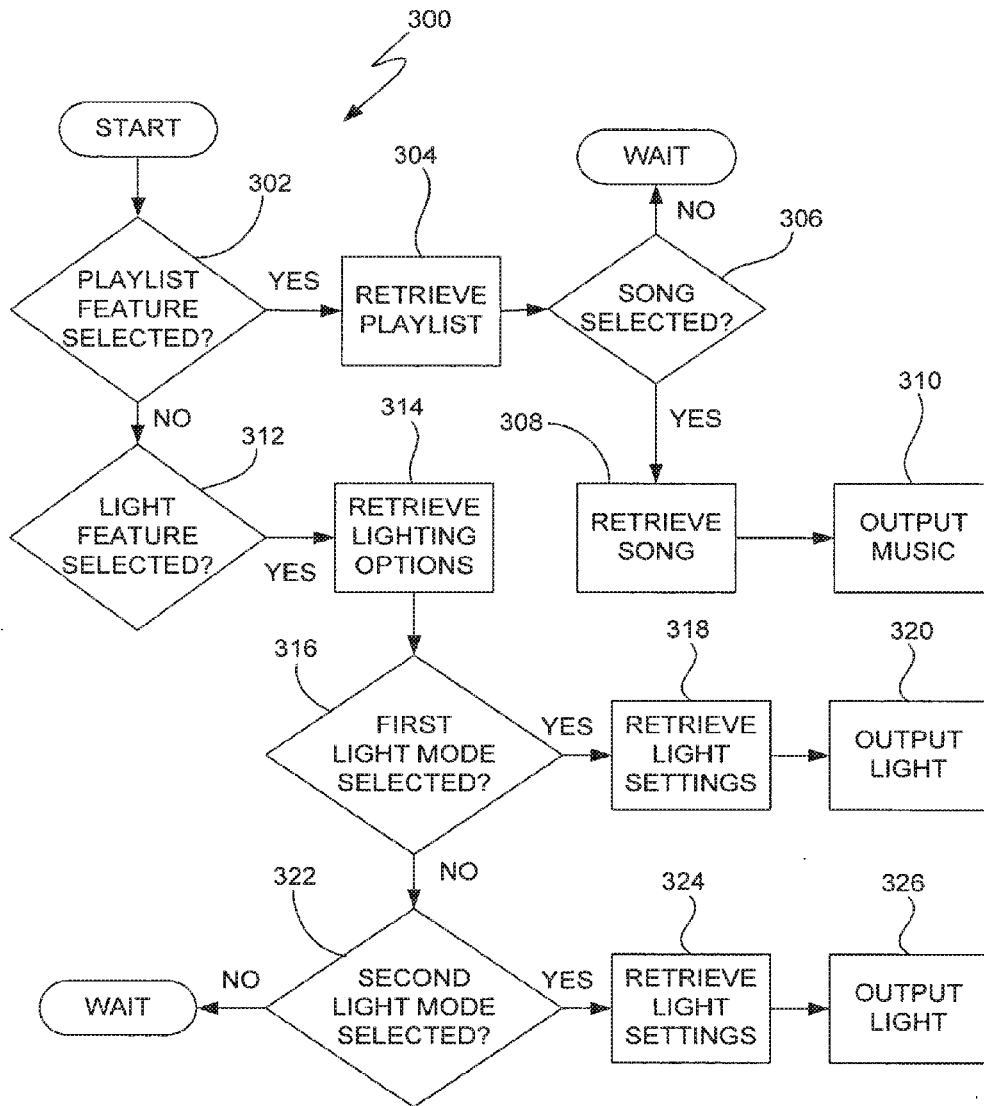 300
START
WAIT
302
304
NO
306
PLAYLIST
FEATURE
SELECTED?
YES
RETRIEVE
PLAYLIST
SONG
SELECTED?
NO
312
314
308
YES
310
LIGHT
FEATURE
SELECTED?
YES
RETRIEVE
LIGHTING
OPTIONS
RETRIEVE
SONG
OUTPUT
MUSIC
316
318
320
FIRST
LIGHT MODE
SELECTED?
YES
RETRIEVE
LIGHT
SETTINGS
OUTPUT
LIGHT
322
NO
324
326
WAIT
NO
SECOND
LIGHT MODE
SELECTED?
YES
RETRIEVE
LIGHT
SETTINGS
OUTPUT
LIGHT